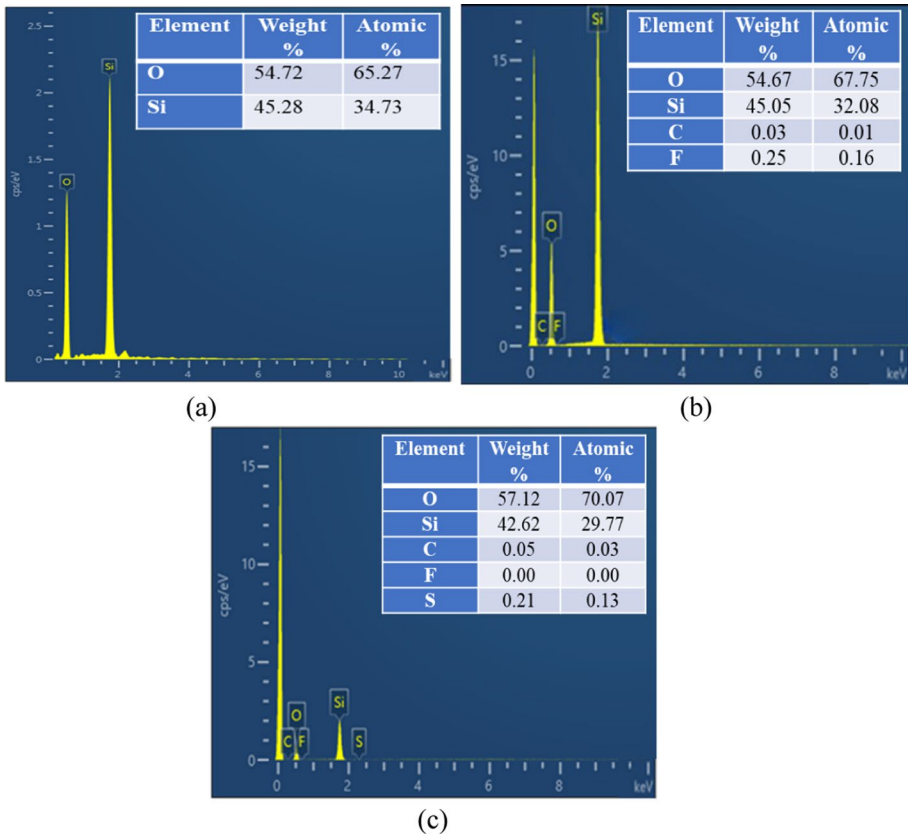 Element Weight % Atomic %
O 54.72 65.27
Si 45.28 34.73
2.5
2
1.5
1
0.5
0
cps/eV
Si
O
2 4 6 8 10 keV
(a)
Element Weight % Atomic %
O 54.67 67.75
Si 45.05 32.08
C 0.03 0.01
F 0.25 0.16
15
10
5
0
cps/eV
Si
O
C F
0 2 4 6 8 keV
(b)
Element Weight % Atomic %
O 57.12 70.07
Si 42.62 29.77
C 0.05 0.03
F 0.00 0.00
S 0.21 0.13
15
10
5
0
cps/eV
Si
O
C F S
0 2 4 6 8 keV
(c)